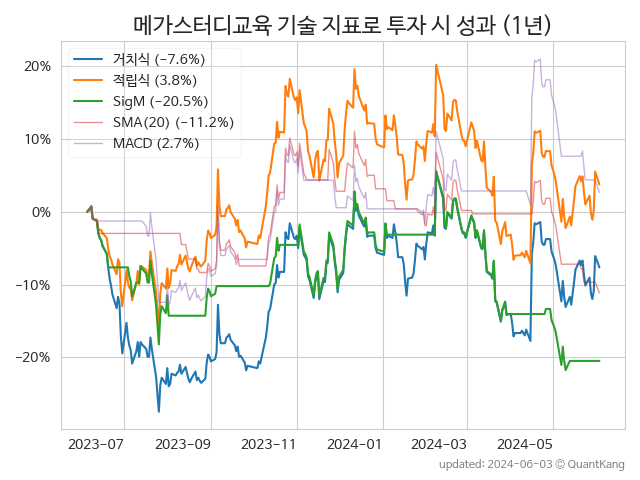 메가스터디교육 기술 지표로 투자 시 성과 (1년)
거치식 (−7.6%)
적립식 (3.8%)
SigM (−20.5%)
SMA(20) (−11.2%)
MACD (2.7%)
20%
10%
0%
−10%
−20%
2023-07
2023-09
2023-11
2024-01
2024-03
2024-05
updated: 2024-06-03 ⓒ QuantKang